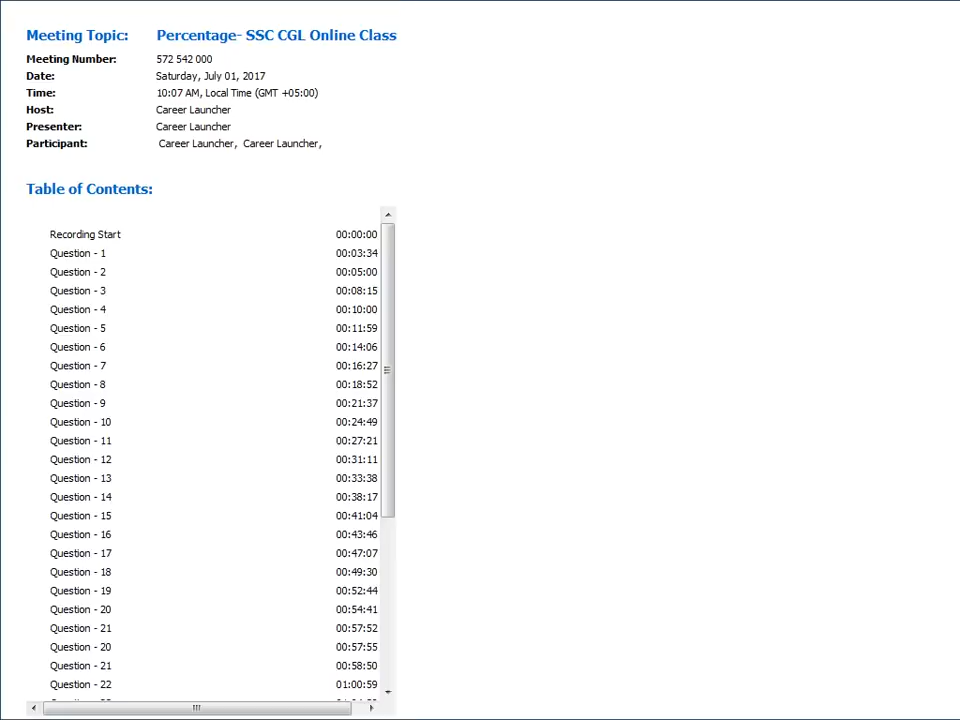 Meeting Topic: Percentage- SSC CGL Online Class
Meeting Number: 572 542 000
Date: Saturday, July 01, 2017
Time: 10:07 AM, Local Time (GMT +05:00)
Host: Career Launcher
Presenter: Career Launcher
Participant: Career Launcher, Career Launcher,
Table of Contents:
Recording Start 00:00:00
Question - 1 00:03:34
Question - 2 00:05:00
Question - 3 00:08:15
Question - 4 00:10:00
Question - 5 00:11:59
Question - 6 00:14:06
Question - 7 00:16:27
Question - 8 00:18:52
Question - 9 00:21:37
Question - 10 00:24:49
Question - 11 00:27:21
Question - 12 00:31:11
Question - 13 00:33:38
Question - 14 00:38:17
Question - 15 00:41:04
Question - 16 00:43:46
Question - 17 00:47:07
Question - 18 00:49:30
Question - 19 00:52:44
Question - 20 00:54:41
Question - 21 00:57:52
Question - 20 00:57:55
Question - 21 00:58:50
Question - 22 01:00:59